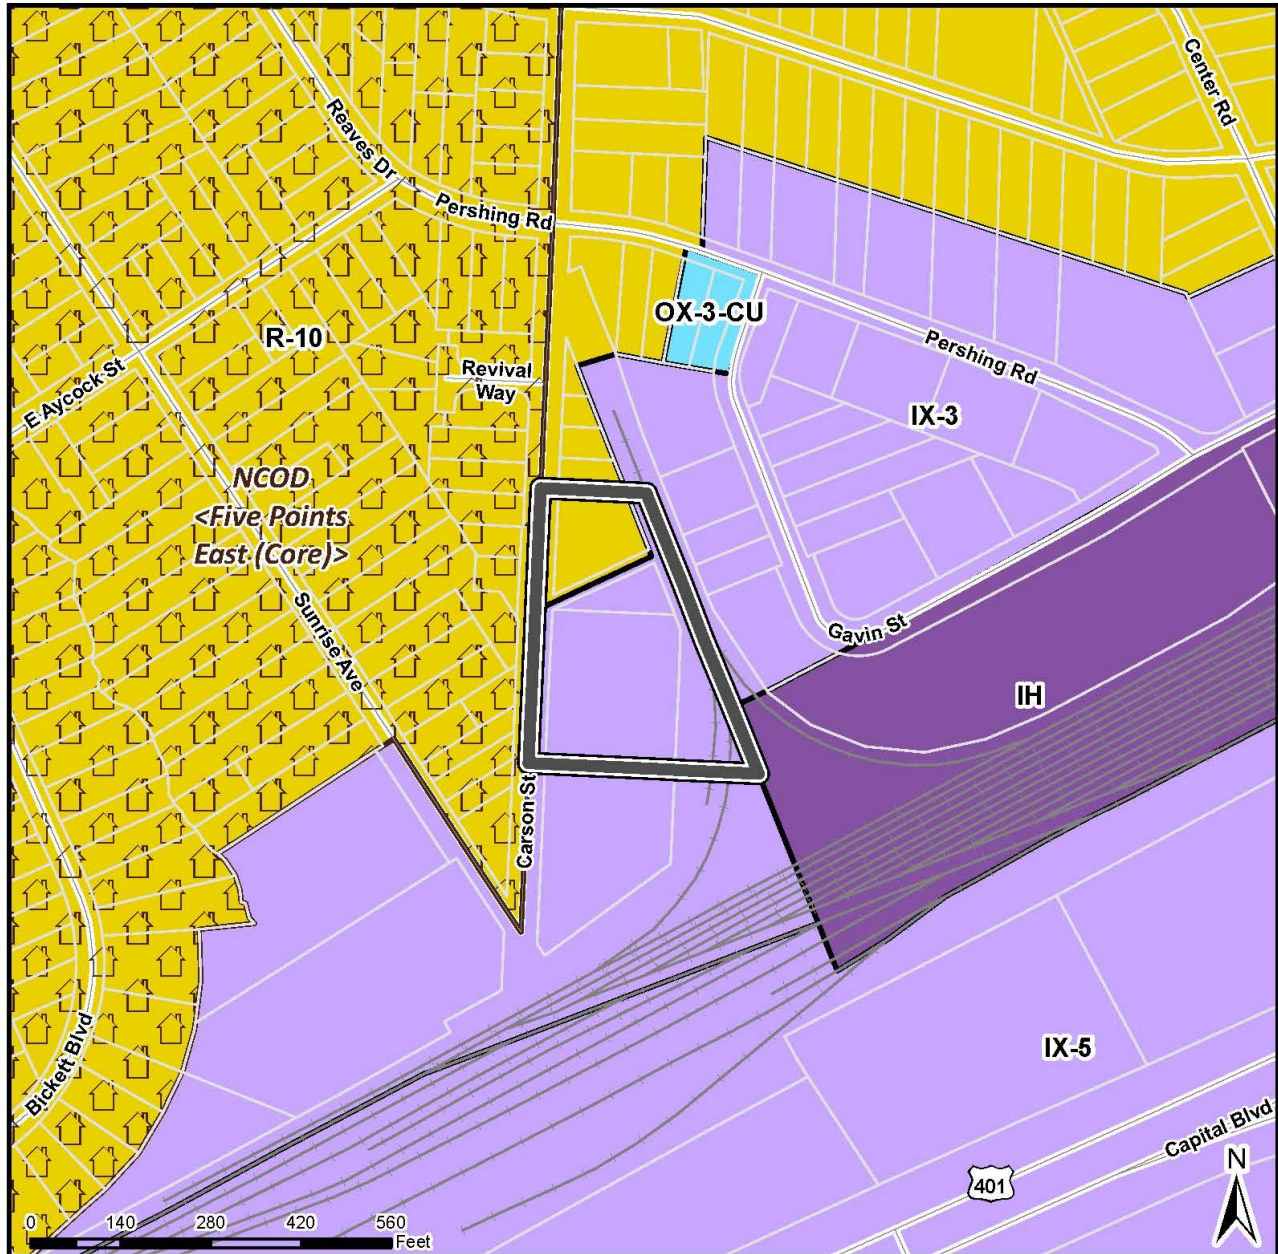 Center Rd
Reaves Dr
Pershing Rd
OX-3-CU
R-10
Pershing Rd
Revival
Way
E Aycock St
IX-3
NCOD
<Five Points
East (Core)>
Sunrise Ave
Gavin St
IH
Carson St
Bickett Blvd
IX-5
Capital Blvd
401
N
0 140 280 420 560
Feet